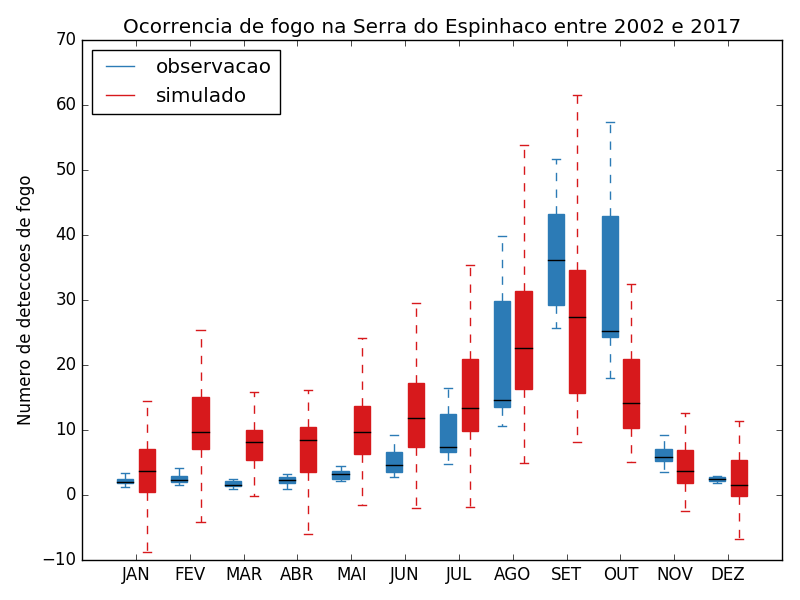 Ocorrencia de fogo na Serra do Espinhaco entre 2002 e 2017
observacao
simulado
Numero de deteccoes de fogo
70
60
50
40
30
20
10
0
−10
JAN FEV MAR ABR MAI JUN JUL AGO SET OUT NOV DEZ